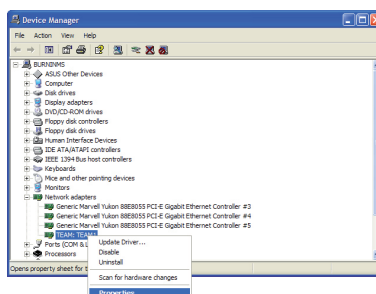 Device Manager
File Action View Help
BURNINMS
ASUS Other Devices
Computer
Disk drives
Display adapters
DVD/CD-ROM drives
Floppy disk controllers
Floppy disk drives
Human Interface Devices
IDE ATA/ATAPI controllers
IEEE 1394 Bus host controllers
Keyboards
Mice and other pointing devices
Monitors
Network adapters
Generic Marvell Yukon 88E8055 PCI-E Gigabit Ethernet Controller #3
Generic Marvell Yukon 88E8055 PCI-E Gigabit Ethernet Controller #4
Generic Marvell Yukon 88E8055 PCI-E Gigabit Ethernet Controller #5
TEAM: TEAM
Ports (COM &
Processors
Update Driver...
Disable
Uninstall
Scan for hardware changes
Properties
Opens property sheet for